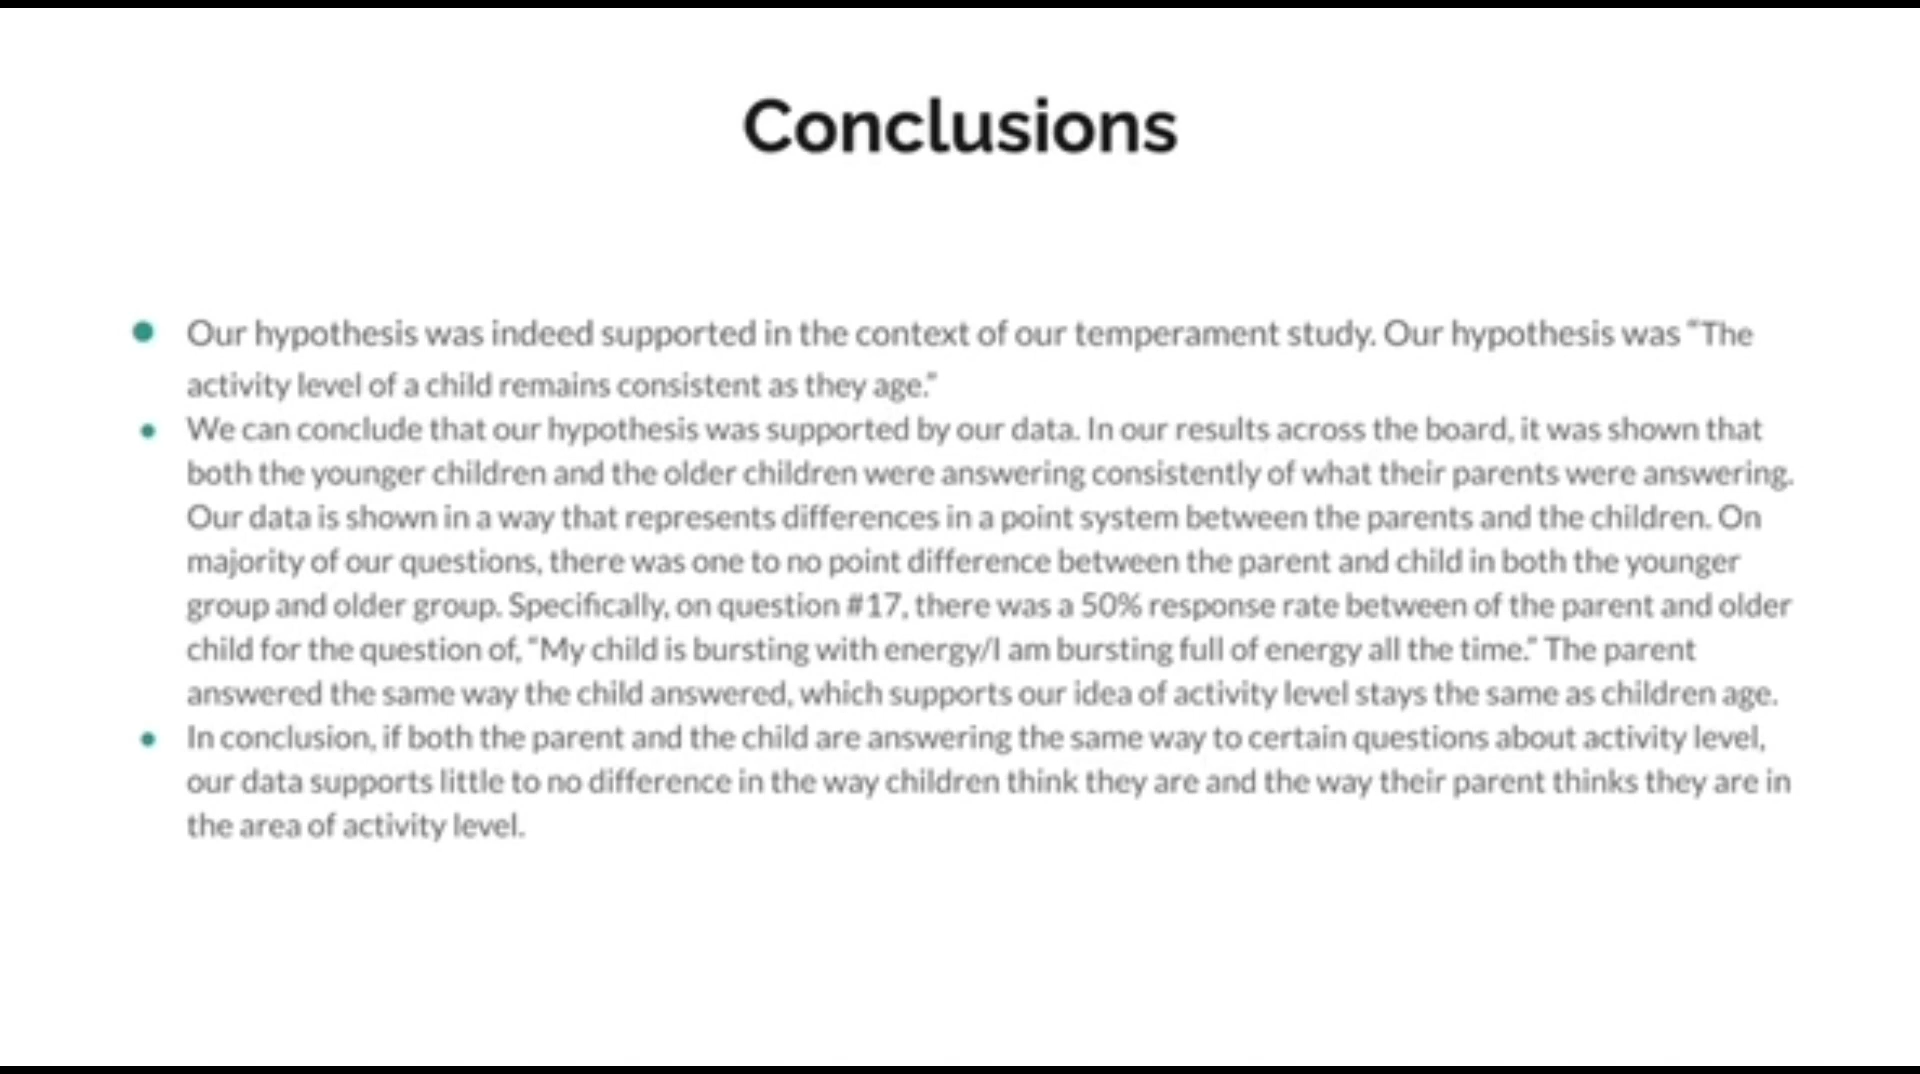 Conclusions
Our hypothesis was indeed supported in the context of our temperament study. Our hypothesis was “The
activity level of a child remains consistent as they age.”
We can conclude that our hypothesis was supported by our data. In our results across the board, it was shown that
both the younger children and the older children were answering consistently of what their parents were answering.
Our data is shown in a way that represents differences in a point system between the parents and the children. On
majority of our questions, there was one to no point difference between the parent and child in both the younger
group and older group. Specifically, on question #17, there was a 50% response rate between of the parent and older
child for the question of, “My child is bursting with energy/I am bursting full of energy all the time.” The parent
answered the same way the child answered, which supports our idea of activity level stays the same as children age.
In conclusion, if both the parent and the child are answering the same way to certain questions about activity level,
our data supports little to no difference in the way children think they are and the way their parent thinks they are in
the area of activity level.